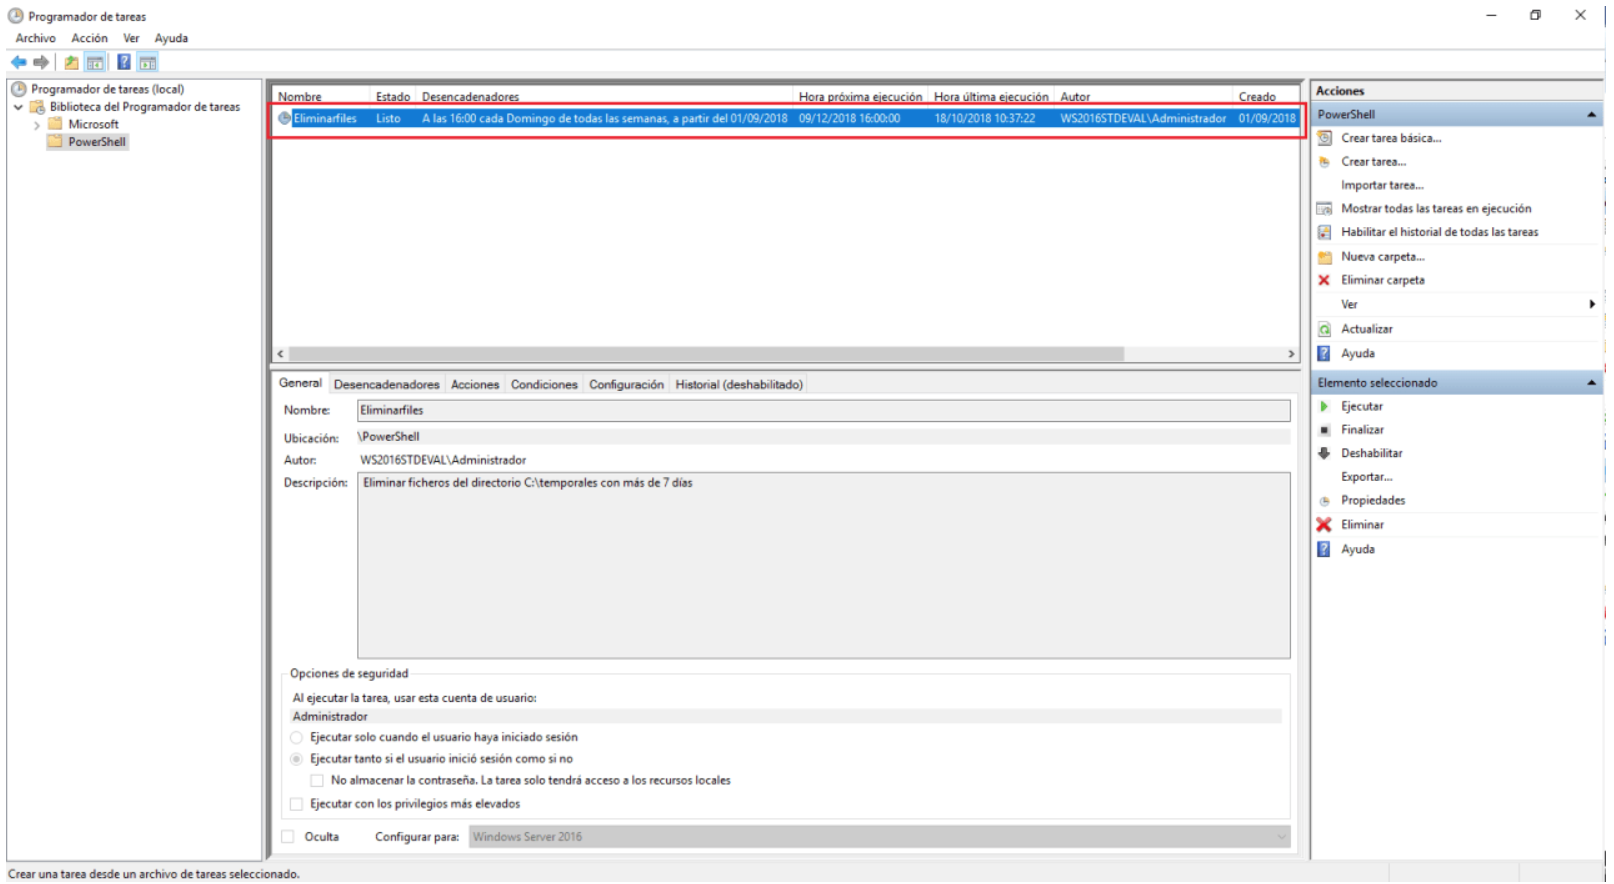 Programador de tareas
Archivo Acción Ver Ayuda
Programador de tareas (local)
Biblioteca del Programador de tareas
Microsoft
PowerShell
Nombre Estado Desencadenadores Hora próxima ejecución Hora última ejecución Autor Creado
Eliminarfiles Listo A las 16:00 cada Domingo de todas las semanas, a partir del 01/09/2018 09/12/2018 16:00:00 18/10/2018 10:37:22 WS2016STDEVAL\Administrador 01/09/2018
General Desencadenadores Acciones Condiciones Configuración Historial (deshabilitado)
Nombre: Eliminarfiles
Ubicación: \PowerShell
Autor: WS2016STDEVAL\Administrador
Descripción: Eliminar ficheros del directorio C:\temporales con más de 7 días
Opciones de seguridad
Al ejecutar la tarea, usar esta cuenta de usuario:
Administrador
Ejecutar solo cuando el usuario haya iniciado sesión
Ejecutar tanto si el usuario inició sesión como si no
No almacenar la contraseña. La tarea solo tendrá acceso a los recursos locales
Ejecutar con los privilegios más elevados
Oculta Configurar para: Windows Server 2016
Acciones
PowerShell
Crear tarea básica...
Crear tarea...
Importar tarea...
Mostrar todas las tareas en ejecución
Habilitar el historial de todas las tareas
Nueva carpeta...
Eliminar carpeta
Ver
Actualizar
Ayuda
Elemento seleccionado
Ejecutar
Finalizar
Deshabilitar
Exportar...
Propiedades
Eliminar
Ayuda
Crear una tarea desde un archivo de tareas seleccionado.